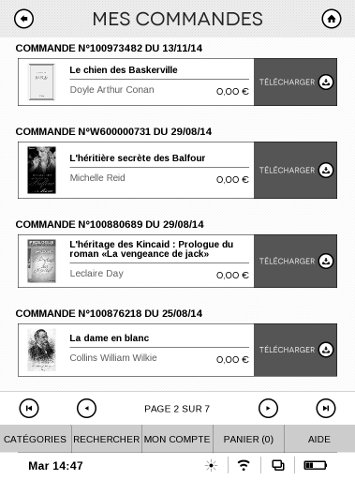 MES COMMANDES
COMMANDE N°100973482 DU 13/11/14
Le chien des Baskerville
Doyle Arthur Conan
0,00 €
TÉLÉCHARGER
COMMANDE N°W600000731 DU 29/08/14
L'héritière secrète des Balfour
Michelle Reid
0,00 €
TÉLÉCHARGER
COMMANDE N°100880689 DU 29/08/14
L'héritage des Kincaid : Prologue du
roman «La vengeance de jack»
Leclaire Day
0,00 €
TÉLÉCHARGER
COMMANDE N°100876218 DU 25/08/14
La dame en blanc
Collins William Wilkie
0,00 €
TÉLÉCHARGER
PAGE 2 SUR 7
CATÉGORIES RECHERCHER MON COMPTE PANIER (0) AIDE
Mar 14:47